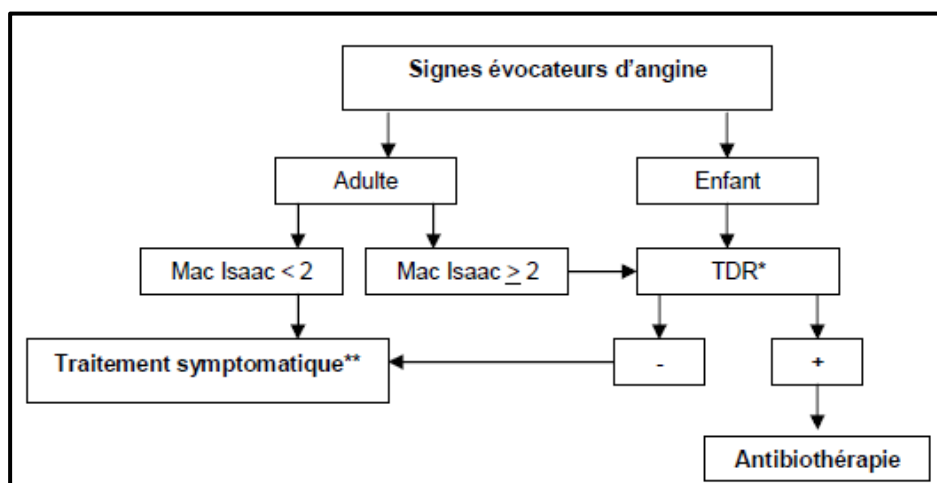 Signes évocateurs d'angine
Adulte
Enfant
Mac Isaac < 2
Mac Isaac ≥ 2
TDR*
Traitement symptomatique**
-
+
Antibiothérapie